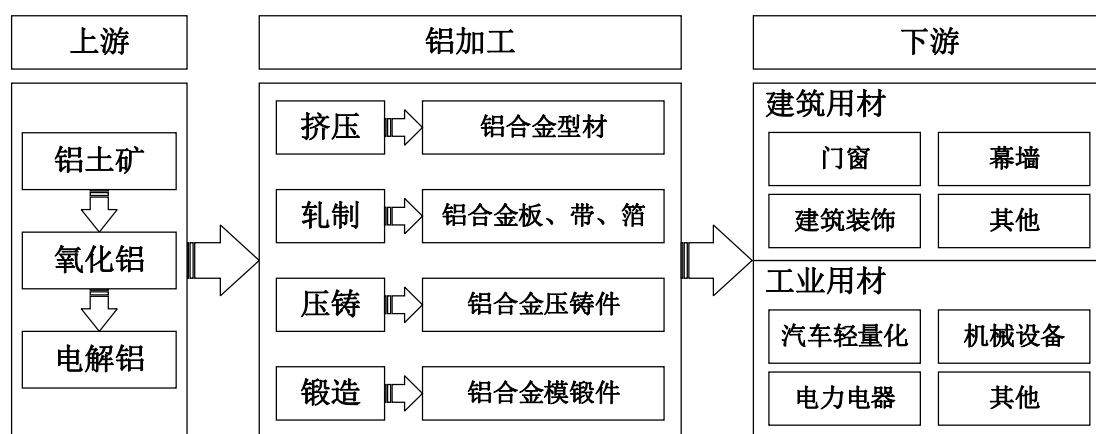 上游
铝加工
下游
铝土矿
氧化铝
电解铝
挤压
铝合金型材
轧制
铝合金板、带、箔
压铸
铝合金压铸件
锻造
铝合金模锻件
建筑用材
门窗
幕墙
建筑装饰
其他
工业用材
汽车轻量化
机械设备
电力电器
其他